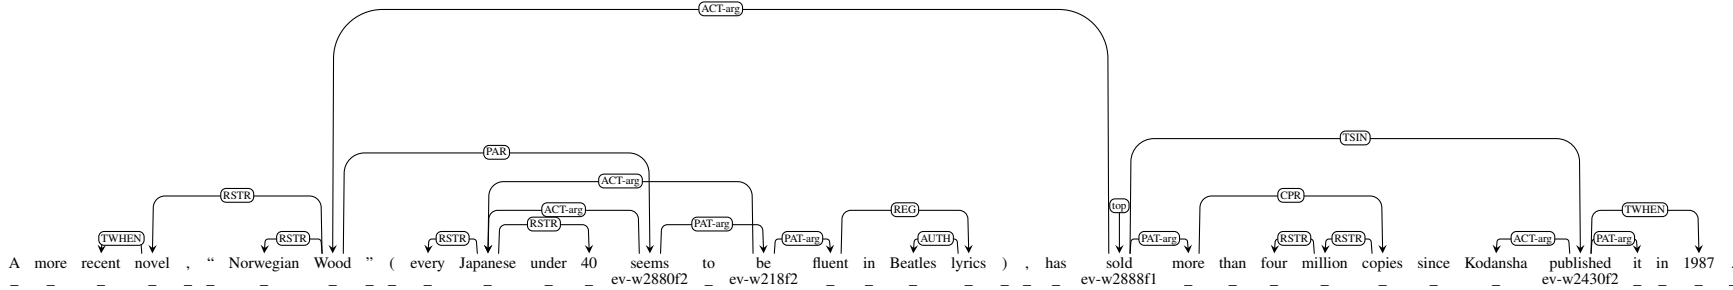 ACT-arg
TSIN
PAR
ACT-arg
RSTR CPR
top
ACT-arg REG TWHEN
RSTR PAT-arg
TWHEN RSTR RSTR PAT-arg AUTH PAT-arg RSTR RSTR ACT-arg PAT-arg
A more recent novel , “ Norwegian Wood ” ( every Japanese under 40 seems to be fluent in Beatles lyrics ) , has sold more than four million copies since Kodansha published it in 1987 .
_ _ _ _ _ _ _ _ _ _ _ _ _ _ ev-w2880f2 _ ev-w218f2 _ _ _ _ _ _ _ ev-w2888f1 _ _ _ _ _ _ _ ev-w2430f2 _ _ _ _